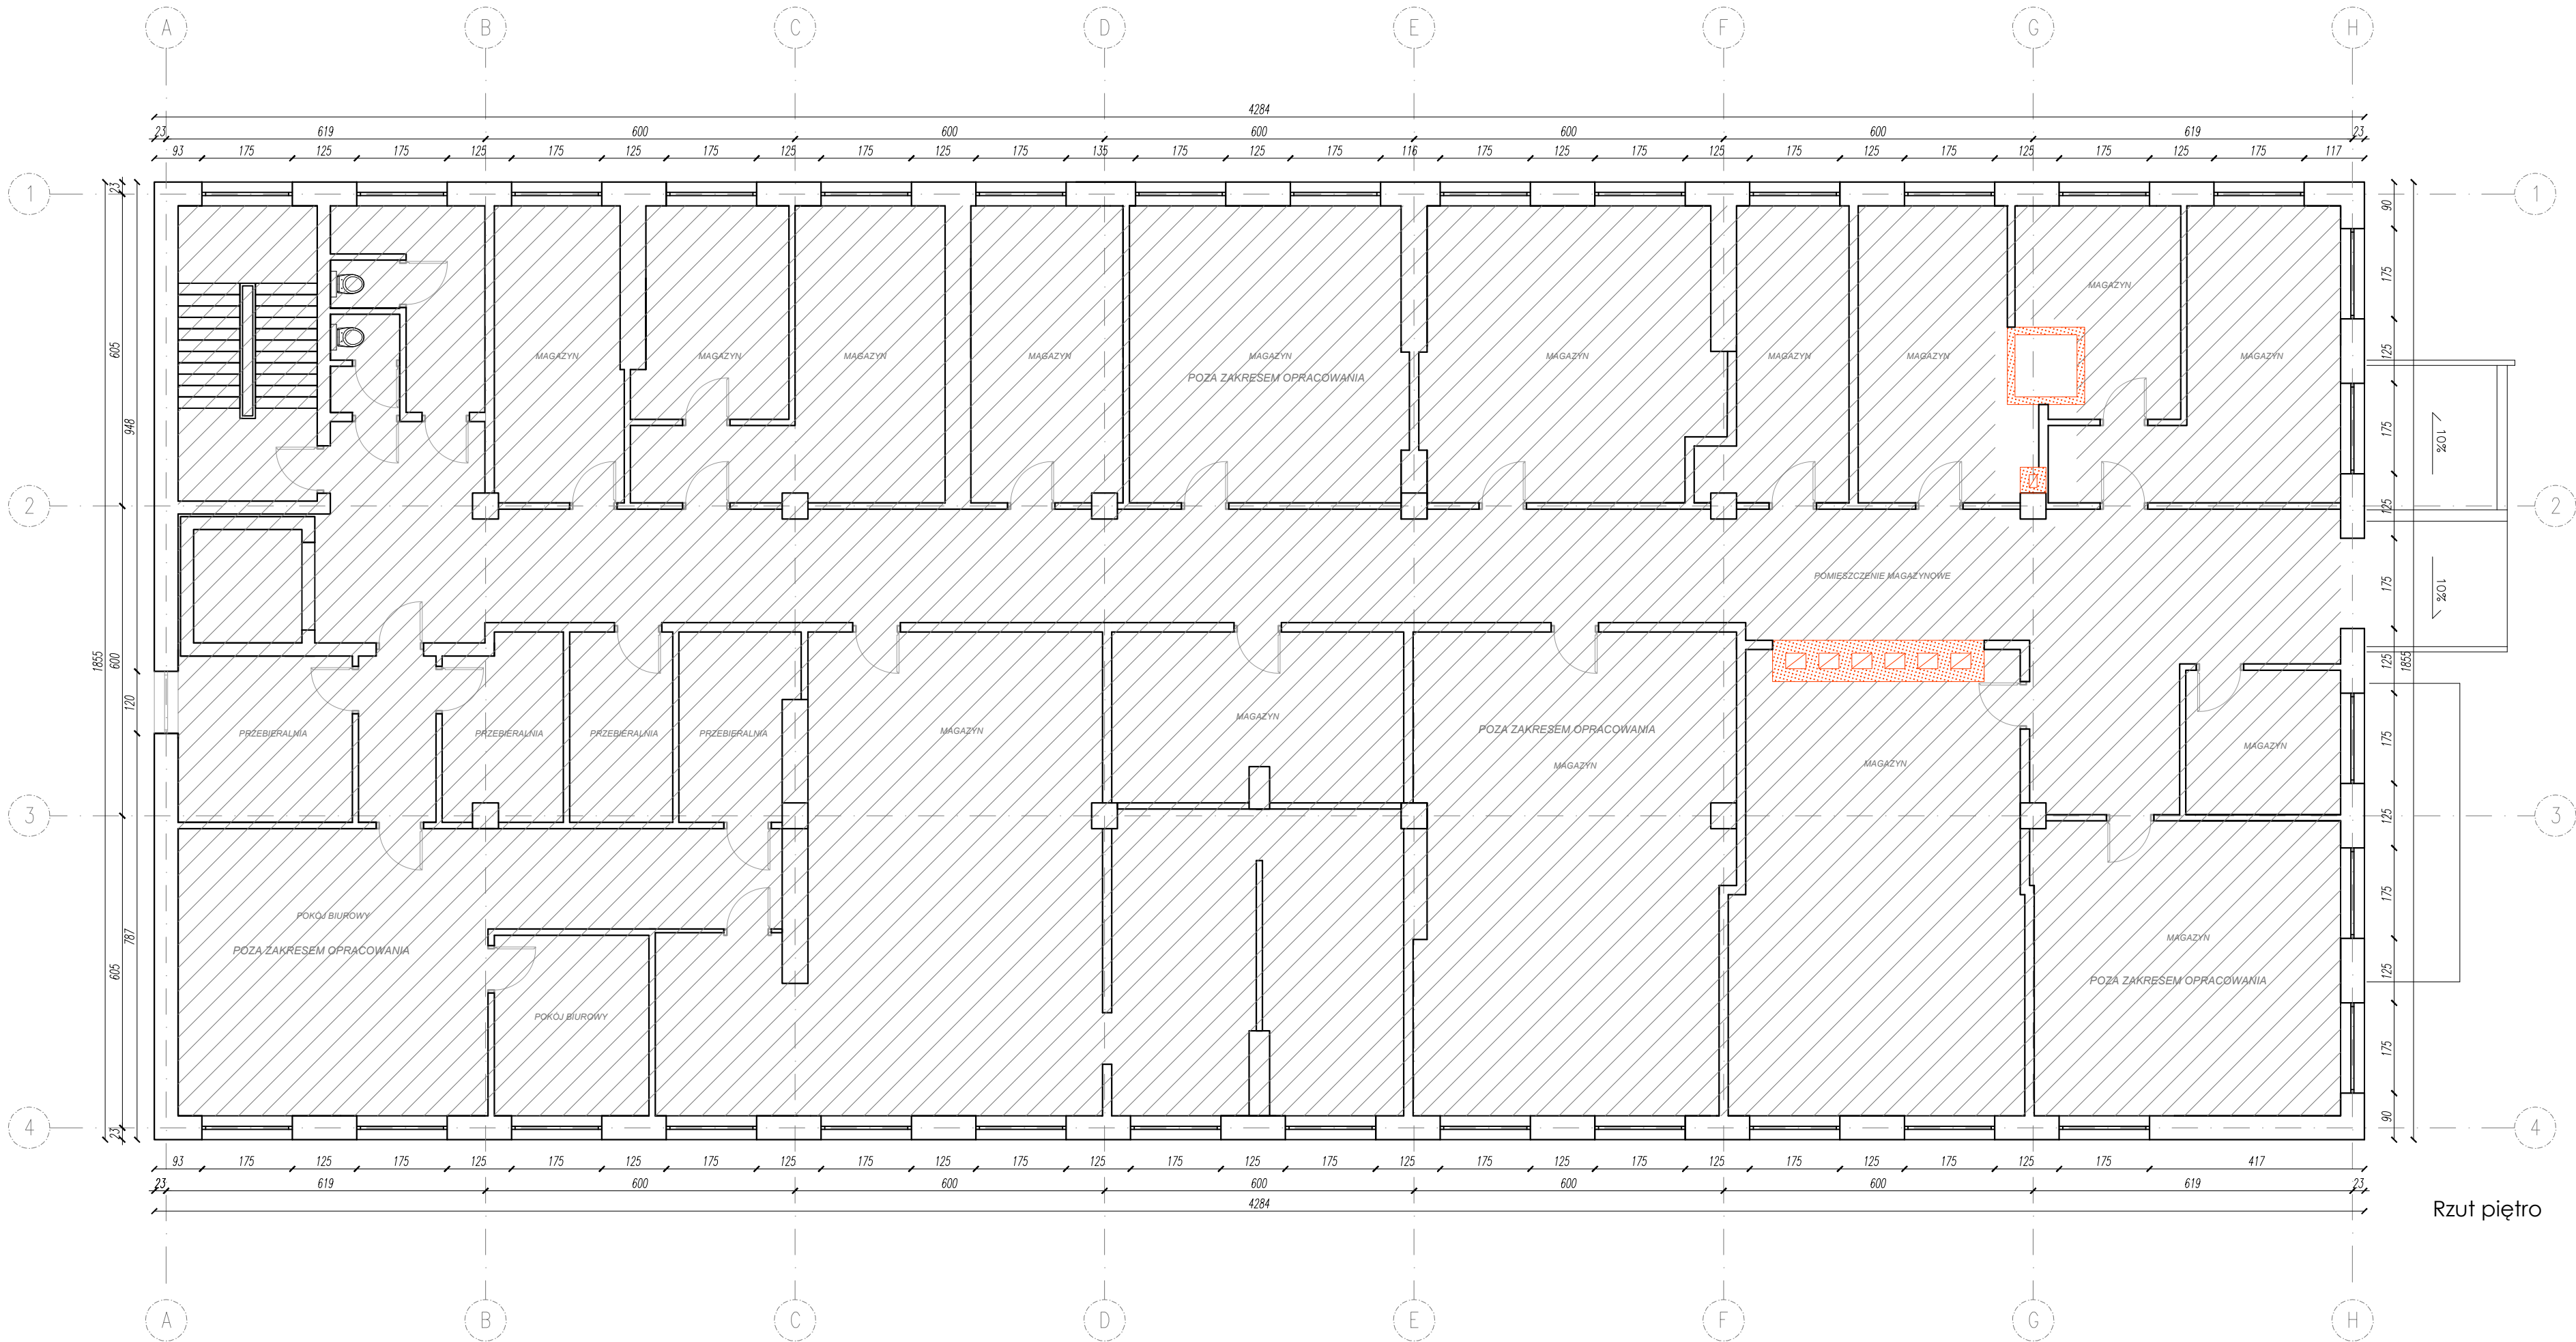 A B C D E F G H
4284
23 619 600 600 600 600 600 619 23
93 175 125 175 125 175 125 175 125 175 125 175 135 175 125 175 116 175 125 175 125 175 125 175 125 175 125 175 117
1 1
23 90
175
MAGAZYN
605 MAGAZYN MAGAZYN MAGAZYN MAGAZYN MAGAZYN MAGAZYN MAGAZYN MAGAZYN MAGAZYN 125
POZA ZAKRESEM OPRACOWANIA
948 175 10%
2 125 2
POMIESZCZENIE MAGAZYNOWE 175 10%
1855 600 125 1855
120 MAGAZYN
PRZEBIERALNIA PRZEBIERALNIA PRZEBIERALNIA PRZEBIERALNIA MAGAZYN POZA ZAKRESEM OPRACOWANIA 175
MAGAZYN
MAGAZYN MAGAZYN
3 125 3
175
POKÓJ BIUROWY
787 MAGAZYN
POZA ZAKRESEM OPRACOWANIA
605 125
POZA ZAKRESEM OPRACOWANIA
POKÓJ BIUROWY
175
90
4 23 4
93 175 125 175 125 175 125 175 125 175 125 175 125 175 125 175 125 175 125 175 125 175 125 175 125 175 417
23 619 600 600 600 600 600 619 23
4284
Rzut piętro
A B C D E F G H